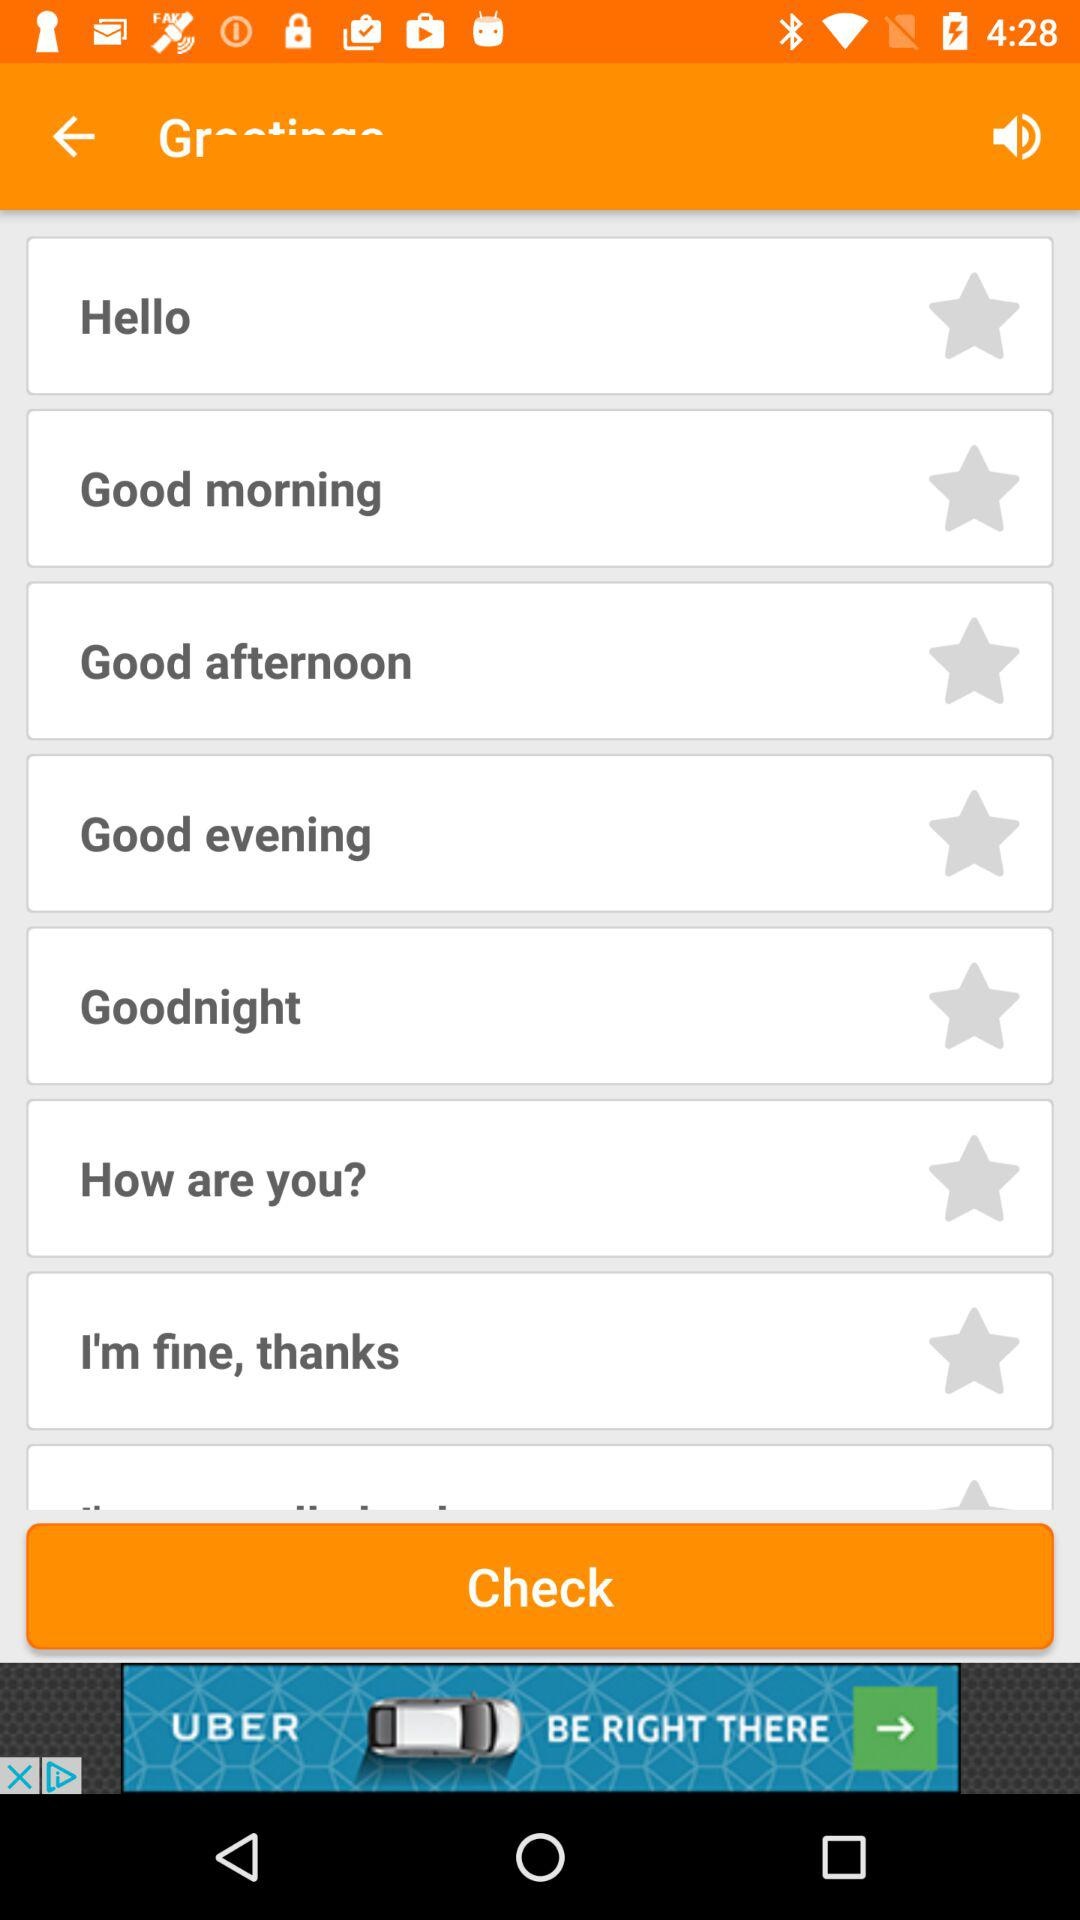 FAKE
4:28
Greetings
Hello
Good morning
Good afternoon
Good evening
Goodnight
How are you?
I'm fine, thanks
Check
UBER BE RIGHT THERE